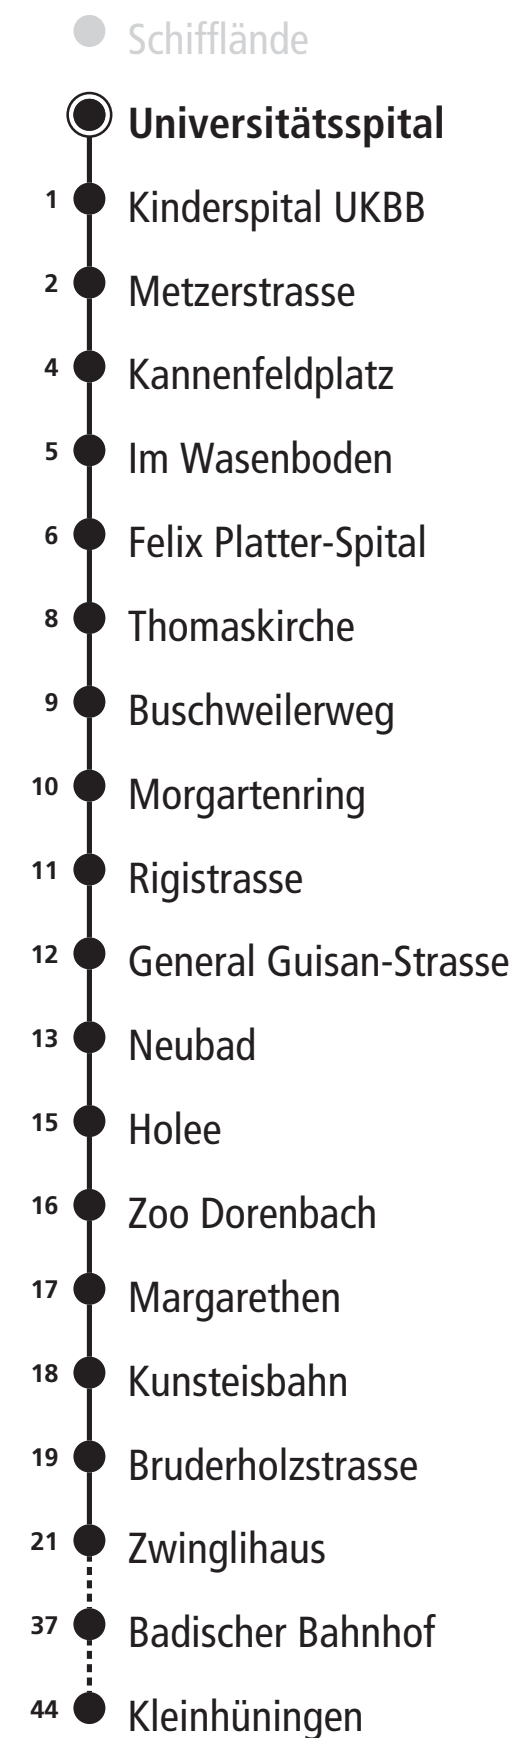 Schifflände
Universitätsspital
1 Kinderspital UKBB
2 Metzerstrasse
4 Kannenfeldplatz
5 Im Wasenboden
6 Felix Platter-Spital
8 Thomaskirche
9 Buschweilerweg
10 Morgartenring
11 Rigistrasse
12 General Guisan-Strasse
13 Neubad
15 Holee
16 Zoo Dorenbach
17 Margarethen
18 Kunsteisbahn
19 Bruderholzstrasse
21 Zwinglihaus
37 Badischer Bahnhof
44 Kleinhüningen